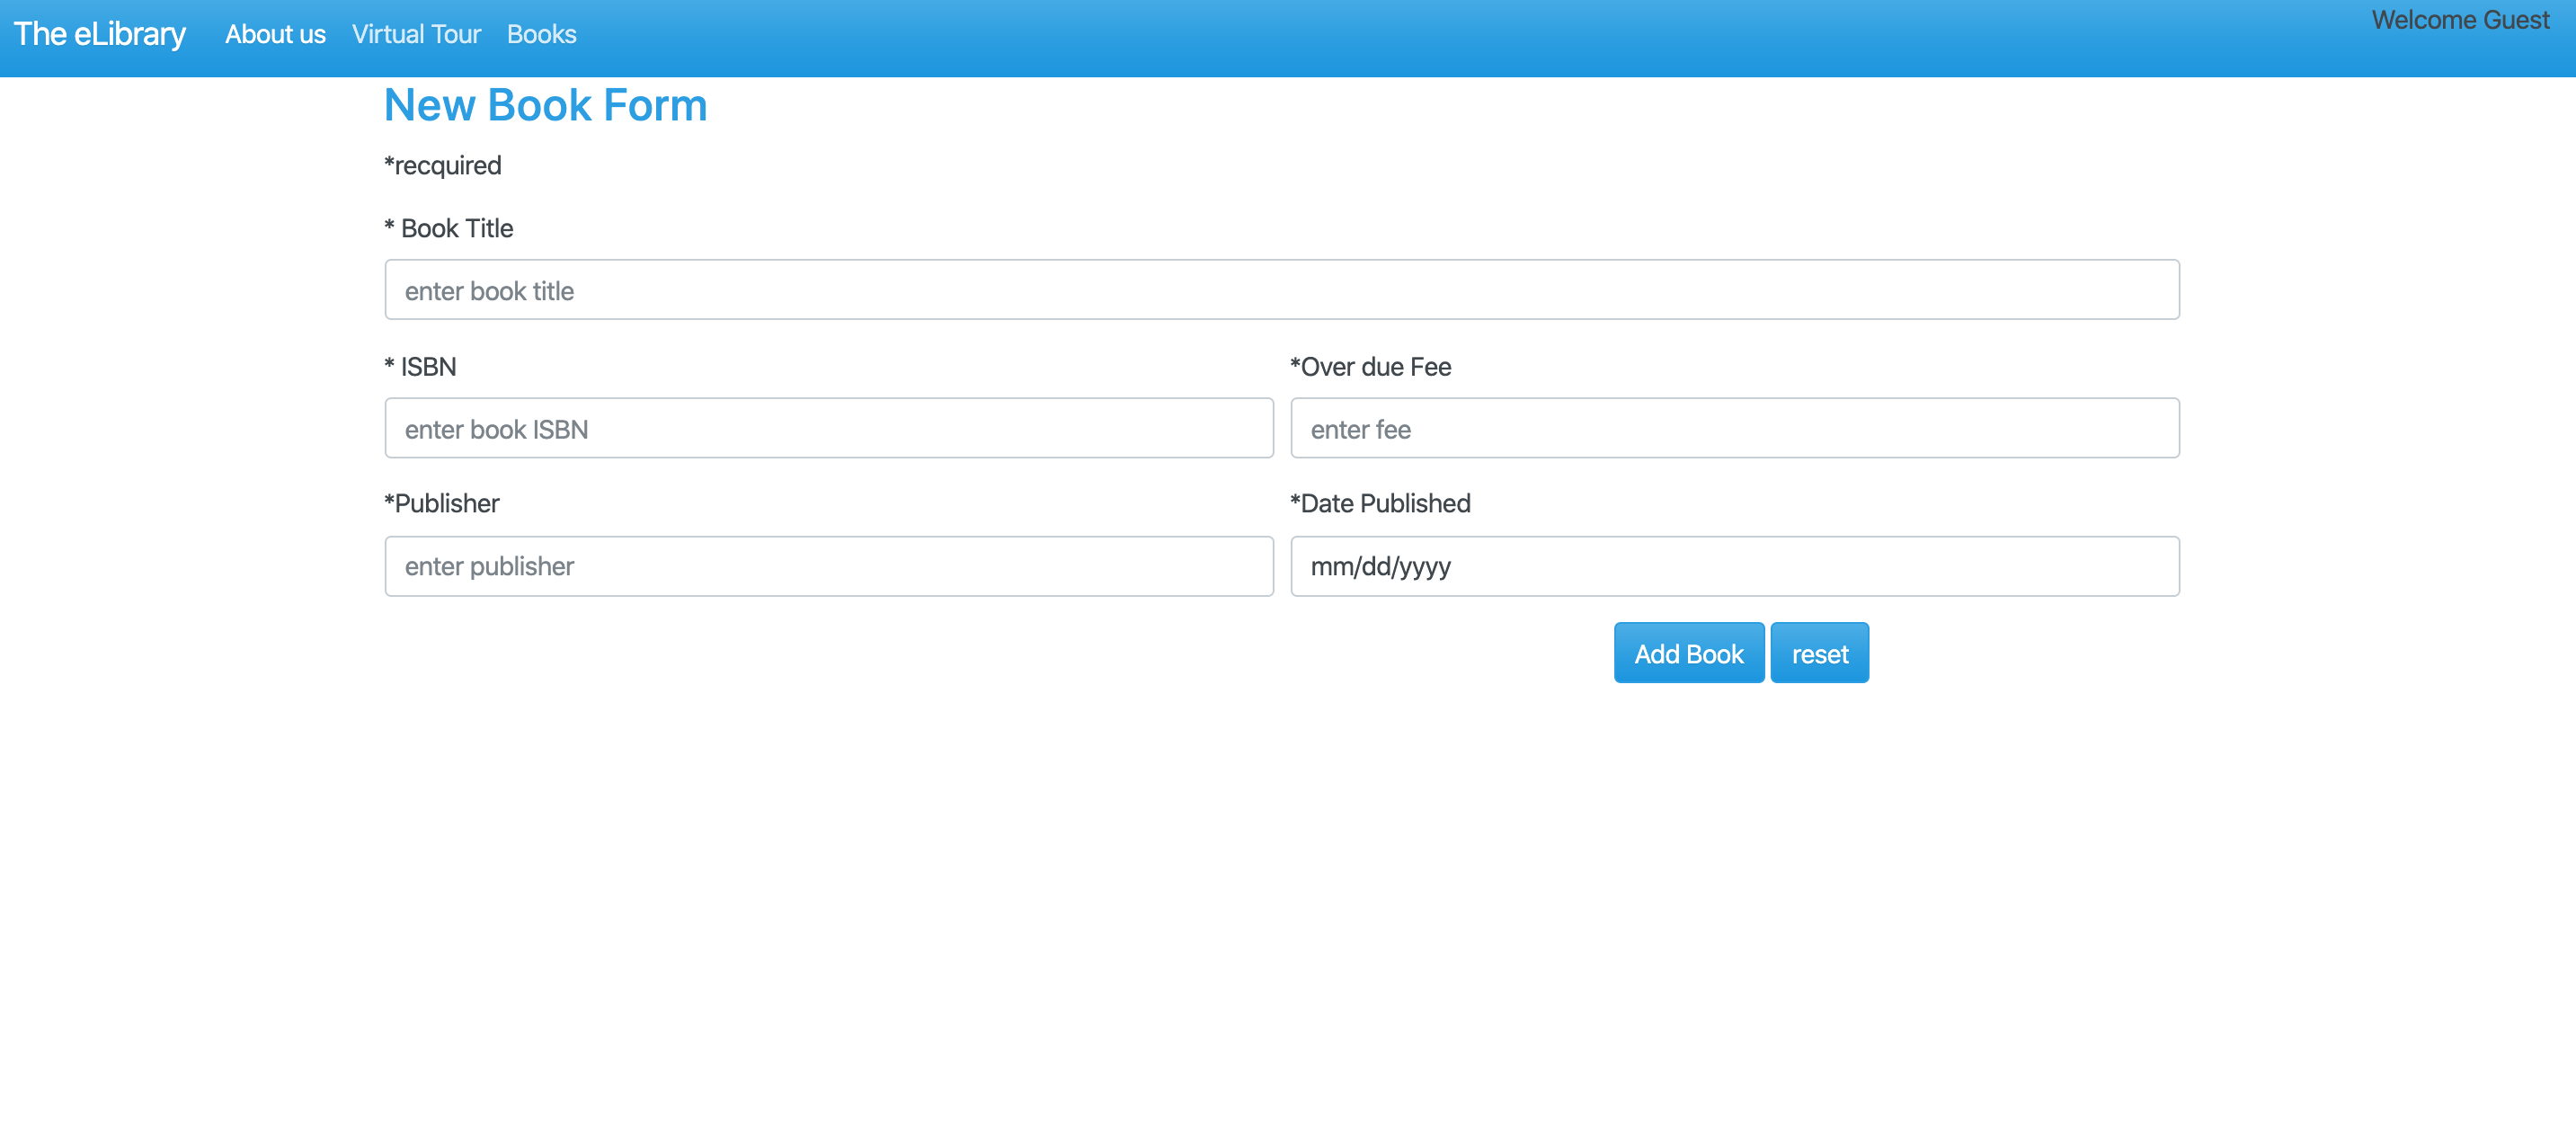 The eLibrary About us Virtual Tour Books Welcome Guest
New Book Form
*recquired
* Book Title
enter book title
* ISBN *Over due Fee
enter book ISBN enter fee
*Publisher *Date Published
enter publisher mm/dd/yyyy
Add Book reset